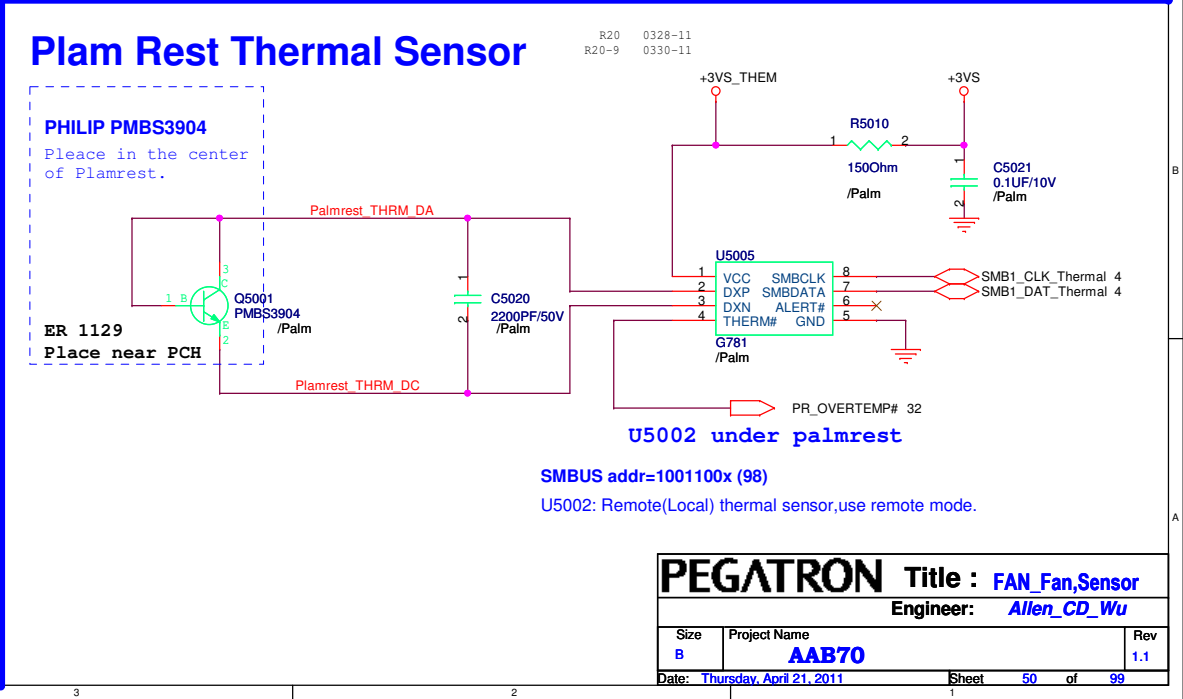 Plam Rest Thermal Sensor
R20 0328-11
R20-9 0330-11
+3VS_THEM
+3VS
PHILIP PMBS3904
Pleace in the center
of Plamrest.
R5010
1 2
150Ohm
/Palm
1
C5021
0.1UF/10V
/Palm
2
B
Palmrest_THRM_DA
3
C
1 B
Q5001
PMBS3904
/Palm
E
2
ER 1129
Place near PCH
1
C5020
2200PF/50V
/Palm
2
Plamrest_THRM_DC
U5005
1 VCC SMBCLK 8
2 DXP SMBDATA 7
3 DXN ALERT# 6
4 THERM# GND 5
G781
/Palm
SMB1_CLK_Thermal 4
SMB1_DAT_Thermal 4
PR_OVERTEMP# 32
U5002 under palmrest
SMBUS addr=1001100x (98)
U5002: Remote(Local) thermal sensor,use remote mode.
A
PEGATRON Title : FAN_Fan,Sensor
Engineer: Allen_CD_Wu
Size Project Name Rev
B AAB70 1.1
Date: Thursday, April 21, 2011 Sheet 50 of 99
3 2 1